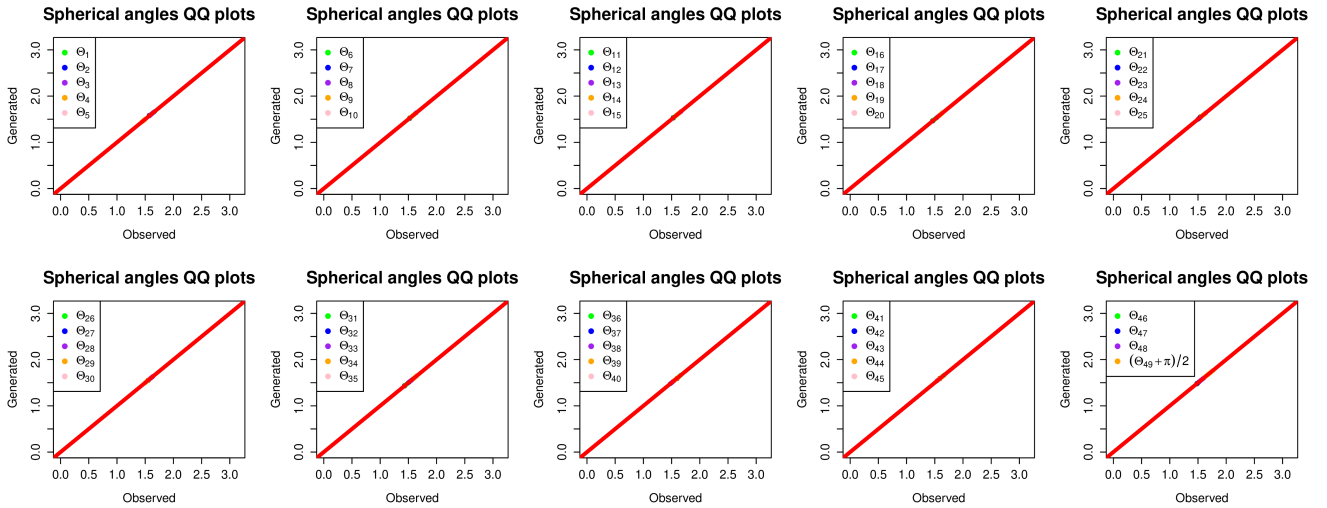 Spherical angles QQ plots Spherical angles QQ plots Spherical angles QQ plots Spherical angles QQ plots Spherical angles QQ plots
Generated
3.0
2.0
1.0
0.0
Θ1
Θ2
Θ3
Θ4
Θ5
0.0 0.5 1.0 1.5 2.0 2.5 3.0
Observed
Generated
3.0
2.0
1.0
0.0
Θ6
Θ7
Θ8
Θ9
Θ10
0.0 0.5 1.0 1.5 2.0 2.5 3.0
Observed
Generated
3.0
2.0
1.0
0.0
Θ11
Θ12
Θ13
Θ14
Θ15
0.0 0.5 1.0 1.5 2.0 2.5 3.0
Observed
Generated
3.0
2.0
1.0
0.0
Θ16
Θ17
Θ18
Θ19
Θ20
0.0 0.5 1.0 1.5 2.0 2.5 3.0
Observed
Generated
3.0
2.0
1.0
0.0
Θ21
Θ22
Θ23
Θ24
Θ25
0.0 0.5 1.0 1.5 2.0 2.5 3.0
Observed
Spherical angles QQ plots Spherical angles QQ plots Spherical angles QQ plots Spherical angles QQ plots Spherical angles QQ plots
Generated
3.0
2.0
1.0
0.0
Θ26
Θ27
Θ28
Θ29
Θ30
0.0 0.5 1.0 1.5 2.0 2.5 3.0
Observed
Generated
3.0
2.0
1.0
0.0
Θ31
Θ32
Θ33
Θ34
Θ35
0.0 0.5 1.0 1.5 2.0 2.5 3.0
Observed
Generated
3.0
2.0
1.0
0.0
Θ36
Θ37
Θ38
Θ39
Θ40
0.0 0.5 1.0 1.5 2.0 2.5 3.0
Observed
Generated
3.0
2.0
1.0
0.0
Θ41
Θ42
Θ43
Θ44
Θ45
0.0 0.5 1.0 1.5 2.0 2.5 3.0
Observed
Generated
3.0
2.0
1.0
0.0
Θ46
Θ47
Θ48
(Θ49+π)/2
0.0 0.5 1.0 1.5 2.0 2.5 3.0
Observed